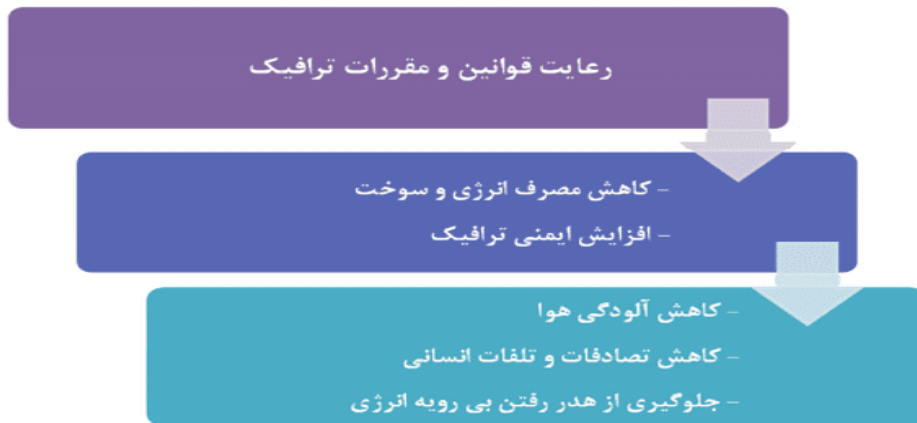 رعایت قوانین و مقررات ترافیک
- کاهش مصرف انرژی و سوخت
- افزایش ایمنی ترافیک
- کاهش آلودگی هوا
- کاهش تصادفات و تلفات انسانی
- جلوگیری از هدر رفتن بی رویه انرژی